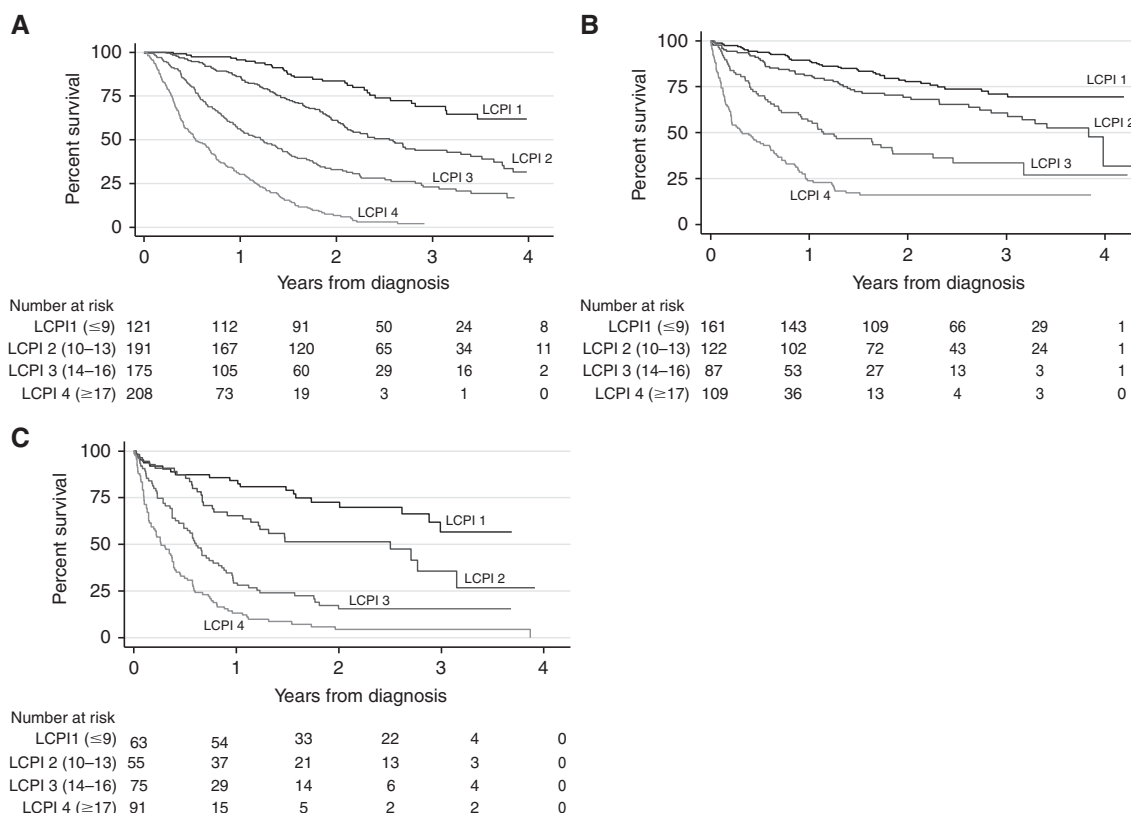 A
100
75
50
25
0
Percent survival
LCPI 1
LCPI 2
LCPI 3
LCPI 4
0 1 2 3 4
Years from diagnosis
Number at risk
LCPI1 (≤9) 121 112 91 50 24 8
LCPI 2 (10–13) 191 167 120 65 34 11
LCPI 3 (14–16) 175 105 60 29 16 2
LCPI 4 (≥17) 208 73 19 3 1 0
B
100
75
50
25
0
Percent survival
LCPI 1
LCPI 2
LCPI 3
LCPI 4
0 1 2 3 4
Years from diagnosis
Number at risk
LCPI1 (≤9) 161 143 109 66 29 1
LCPI 2 (10–13) 122 102 72 43 24 1
LCPI 3 (14–16) 87 53 27 13 3 1
LCPI 4 (≥17) 109 36 13 4 3 0
C
100
75
50
25
0
Percent survival
LCPI 1
LCPI 2
LCPI 3
LCPI 4
0 1 2 3 4
Years from diagnosis
Number at risk
LCPI1 (≤9) 63 54 33 22 4 0
LCPI 2 (10–13) 55 37 21 13 3 0
LCPI 3 (14–16) 75 29 14 6 4 0
LCPI 4 (≥17) 91 15 5 2 2 0